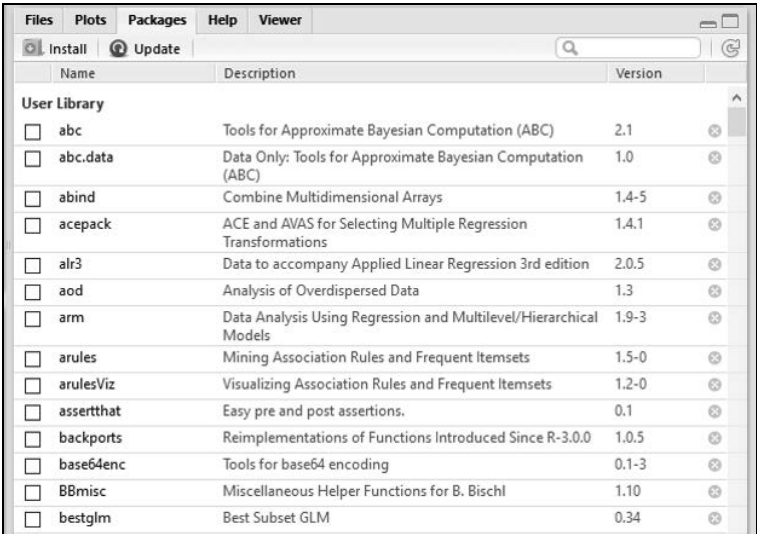 Files Plots Packages Help Viewer
Install Update
Name Description Version
User Library
abc Tools for Approximate Bayesian Computation (ABC) 2.1
abc.data Data Only: Tools for Approximate Bayesian Computation 1.0
(ABC)
abind Combine Multidimensional Arrays 1.4-5
acepack ACE and AVAS for Selecting Multiple Regression 1.4.1
Transformations
alr3 Data to accompany Applied Linear Regression 3rd edition 2.0.5
aod Analysis of Overdispersed Data 1.3
arm Data Analysis Using Regression and Multilevel/Hierarchical 1.9-3
Models
arules Mining Association Rules and Frequent Itemsets 1.5-0
arulesViz Visualizing Association Rules and Frequent Itemsets 1.2-0
assertthat Easy pre and post assertions. 0.1
backports Reimplementations of Functions Introduced Since R-3.0.0 1.0.5
base64enc Tools for base64 encoding 0.1-3
BBmisc Miscellaneous Helper Functions for B. Bischl 1.10
bestglm Best Subset GLM 0.34